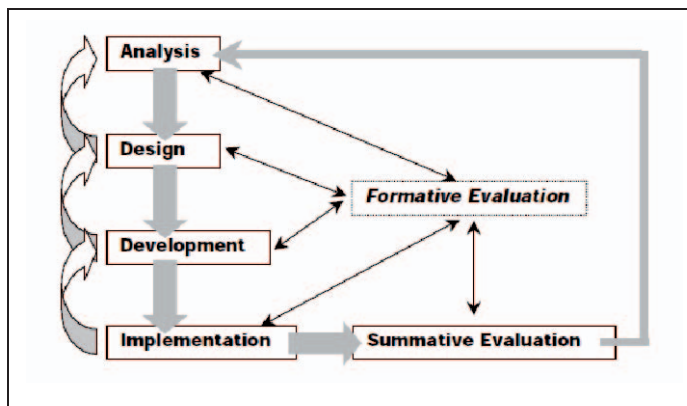 Analysis
Design
Formative Evaluation
Development
Implementation
Summative Evaluation